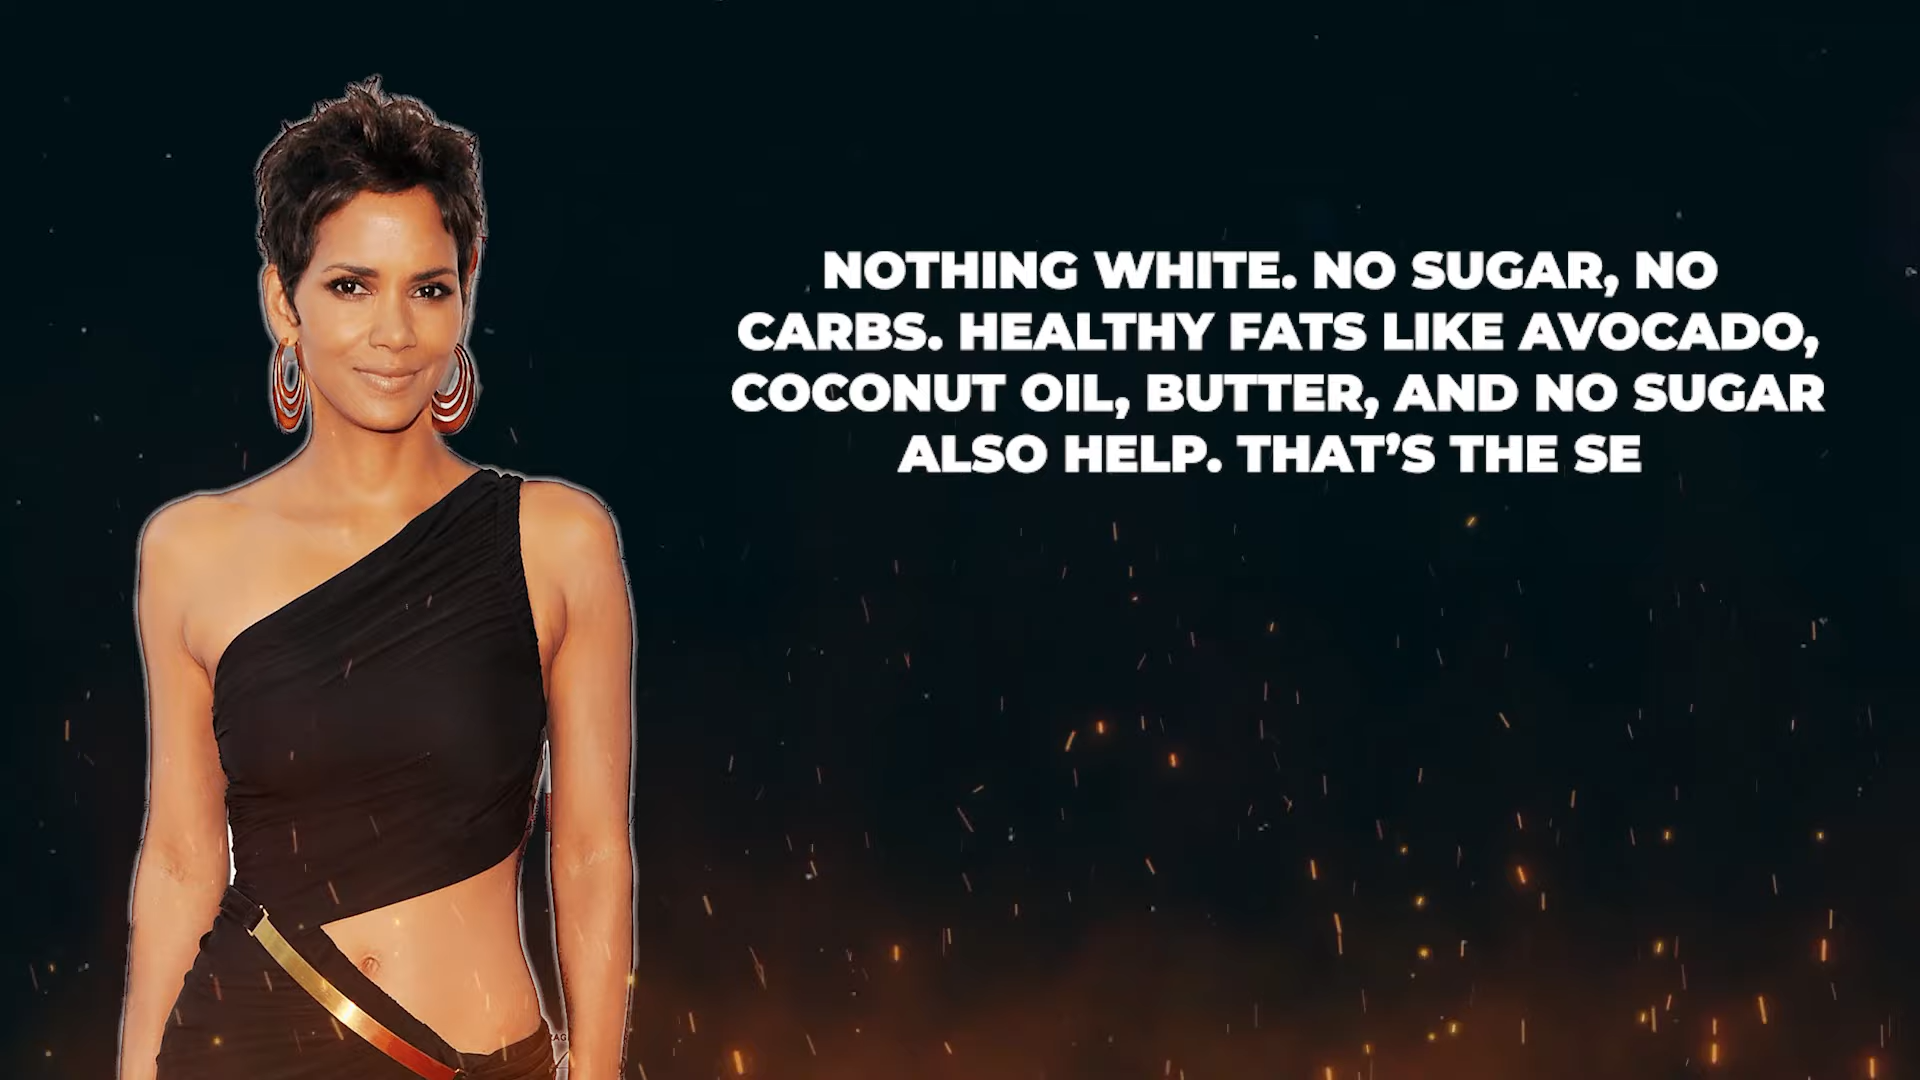 NOTHING WHITE. NO SUGAR, NO
CARBS. HEALTHY FATS LIKE AVOCADO,
COCONUT OIL, BUTTER, AND NO SUGAR
ALSO HELP. THAT’S THE SE